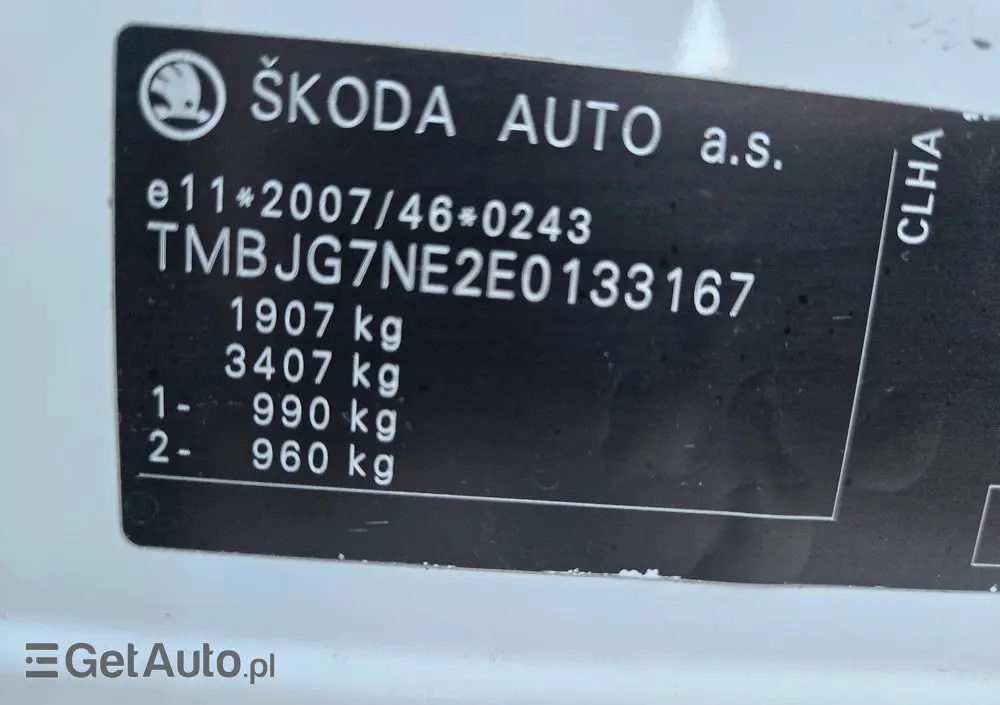 ŠKODA AUTO a.s.
e11*2007/46*0243
TMBJG7NE2E0133167
1907 kg
3407 kg
1- 990 kg
2- 960 kg
CLHA
GetAuto.pl